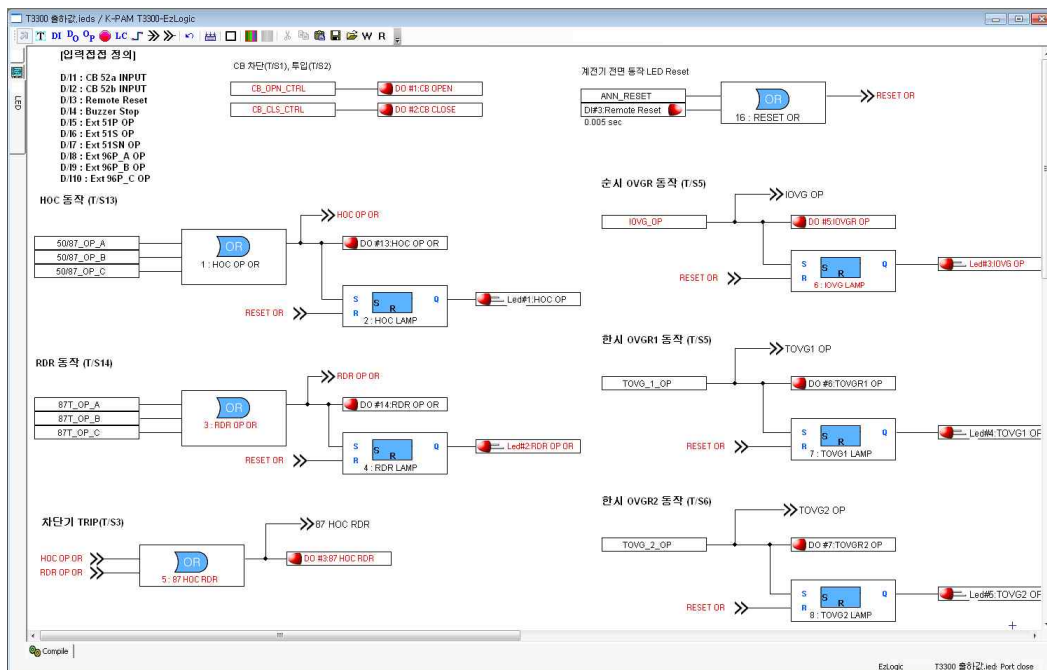 T3300 출하값.ieds / K-PAM T3300-EzLogic
T DI DO OP LC W R
LED
[입력접점 정의]
D/I1 : CB 52a INPUT
D/I2 : CB 52b INPUT
D/I3 : Remote Reset
D/I4 : Buzzer Stop
D/I5 : Ext 51P OP
D/I6 : Ext 51S OP
D/I7 : Ext 51SN OP
D/I8 : Ext 96P_A OP
D/I9 : Ext 96P_B OP
D/I10 : Ext 96P_C OP
CB 차단(T/S1), 투입(T/S2)
CB_OPN_CTRL
DO #1:CB OPEN
CB_CLS_CTRL
DO #2:CB CLOSE
계전기 전면 동작 LED Reset
ANN_RESET
DI#3:Remote Reset
0.005 sec
OR
16 : RESET OR
RESET OR
HOC 동작 (T/S13)
50/87_OP_A
50/87_OP_B
50/87_OP_C
OR
1 : HOC OP OR
HOC OP OR
DO #13:HOC OP OR
RESET OR
S
R
S
R
Q
2 : HOC LAMP
Led#1:HOC OP
RDR 동작 (T/S14)
87T_OP_A
87T_OP_B
87T_OP_C
OR
3 : RDR OP OR
RDR OP OR
DO #14:RDR OP OR
RESET OR
S
R
S
R
Q
4 : RDR LAMP
Led#2:RDR OP OR
차단기 TRIP(T/S3)
HOC OP OR
RDR OP OR
OR
5 : 87 HOC RDR
87 HOC RDR
DO #3:87 HOC RDR
순시 OVGR 동작 (T/S5)
IOVG_OP
IOVG OP
DO #5:IOVGR OP
RESET OR
S
R
S
R
Q
6 : IOVG LAMP
Led#3:IOVG OP
한시 OVGR1 동작 (T/S5)
TOVG_1_OP
TOVG1 OP
DO #6:TOVGR1 OP
RESET OR
S
R
S
R
Q
7 : TOVG1 LAMP
Led#4:TOVG1 OP
한시 OVGR2 동작 (T/S6)
TOVG_2_OP
TOVG2 OP
DO #7:TOVGR2 OP
RESET OR
S
R
S
R
Q
8 : TOVG2 LAMP
Led#5:TOVG2 OP
Compile
EzLogic T3300 출하값.ied: Port close